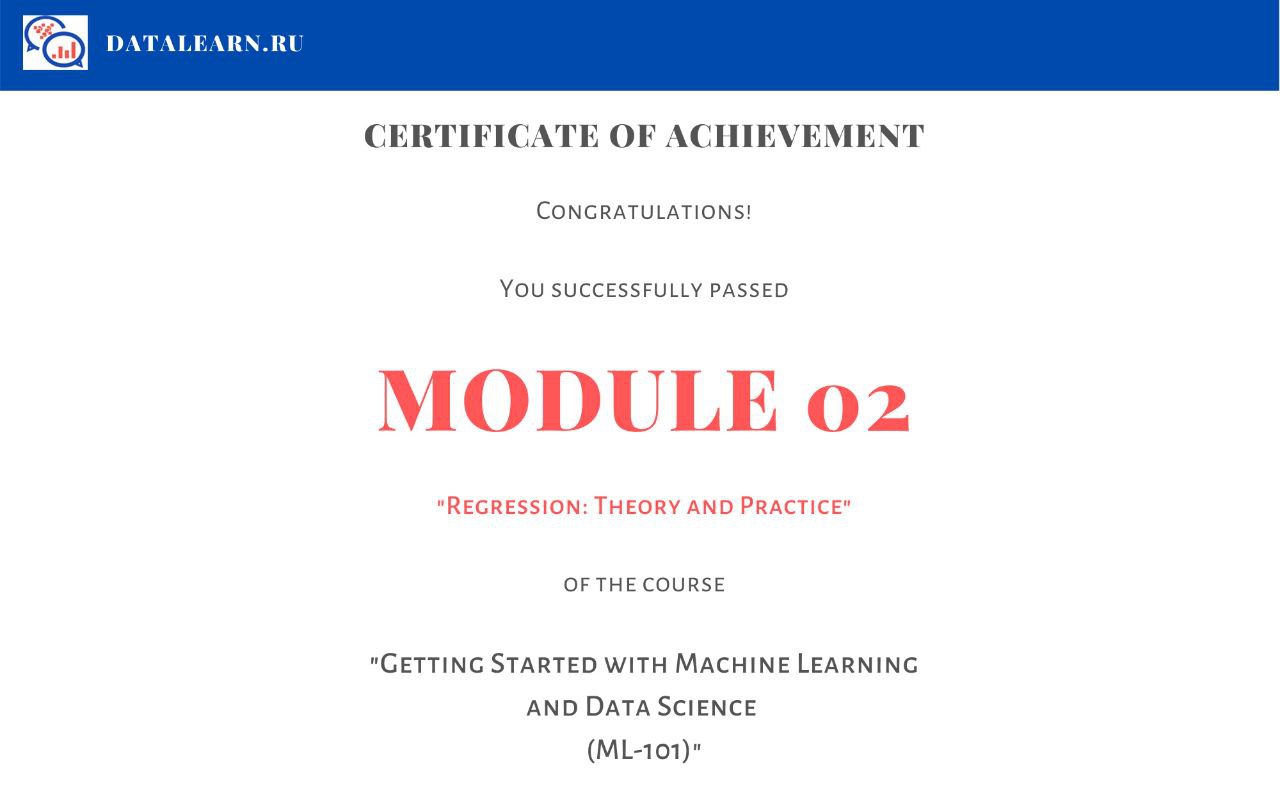 DATALEARN.RU
CERTIFICATE OF ACHIEVEMENT
Congratulations!
You successfully passed
MODULE 02
"Regression: Theory and Practice"
of the course
"Getting Started with Machine Learning
and Data Science
(ML-101)"